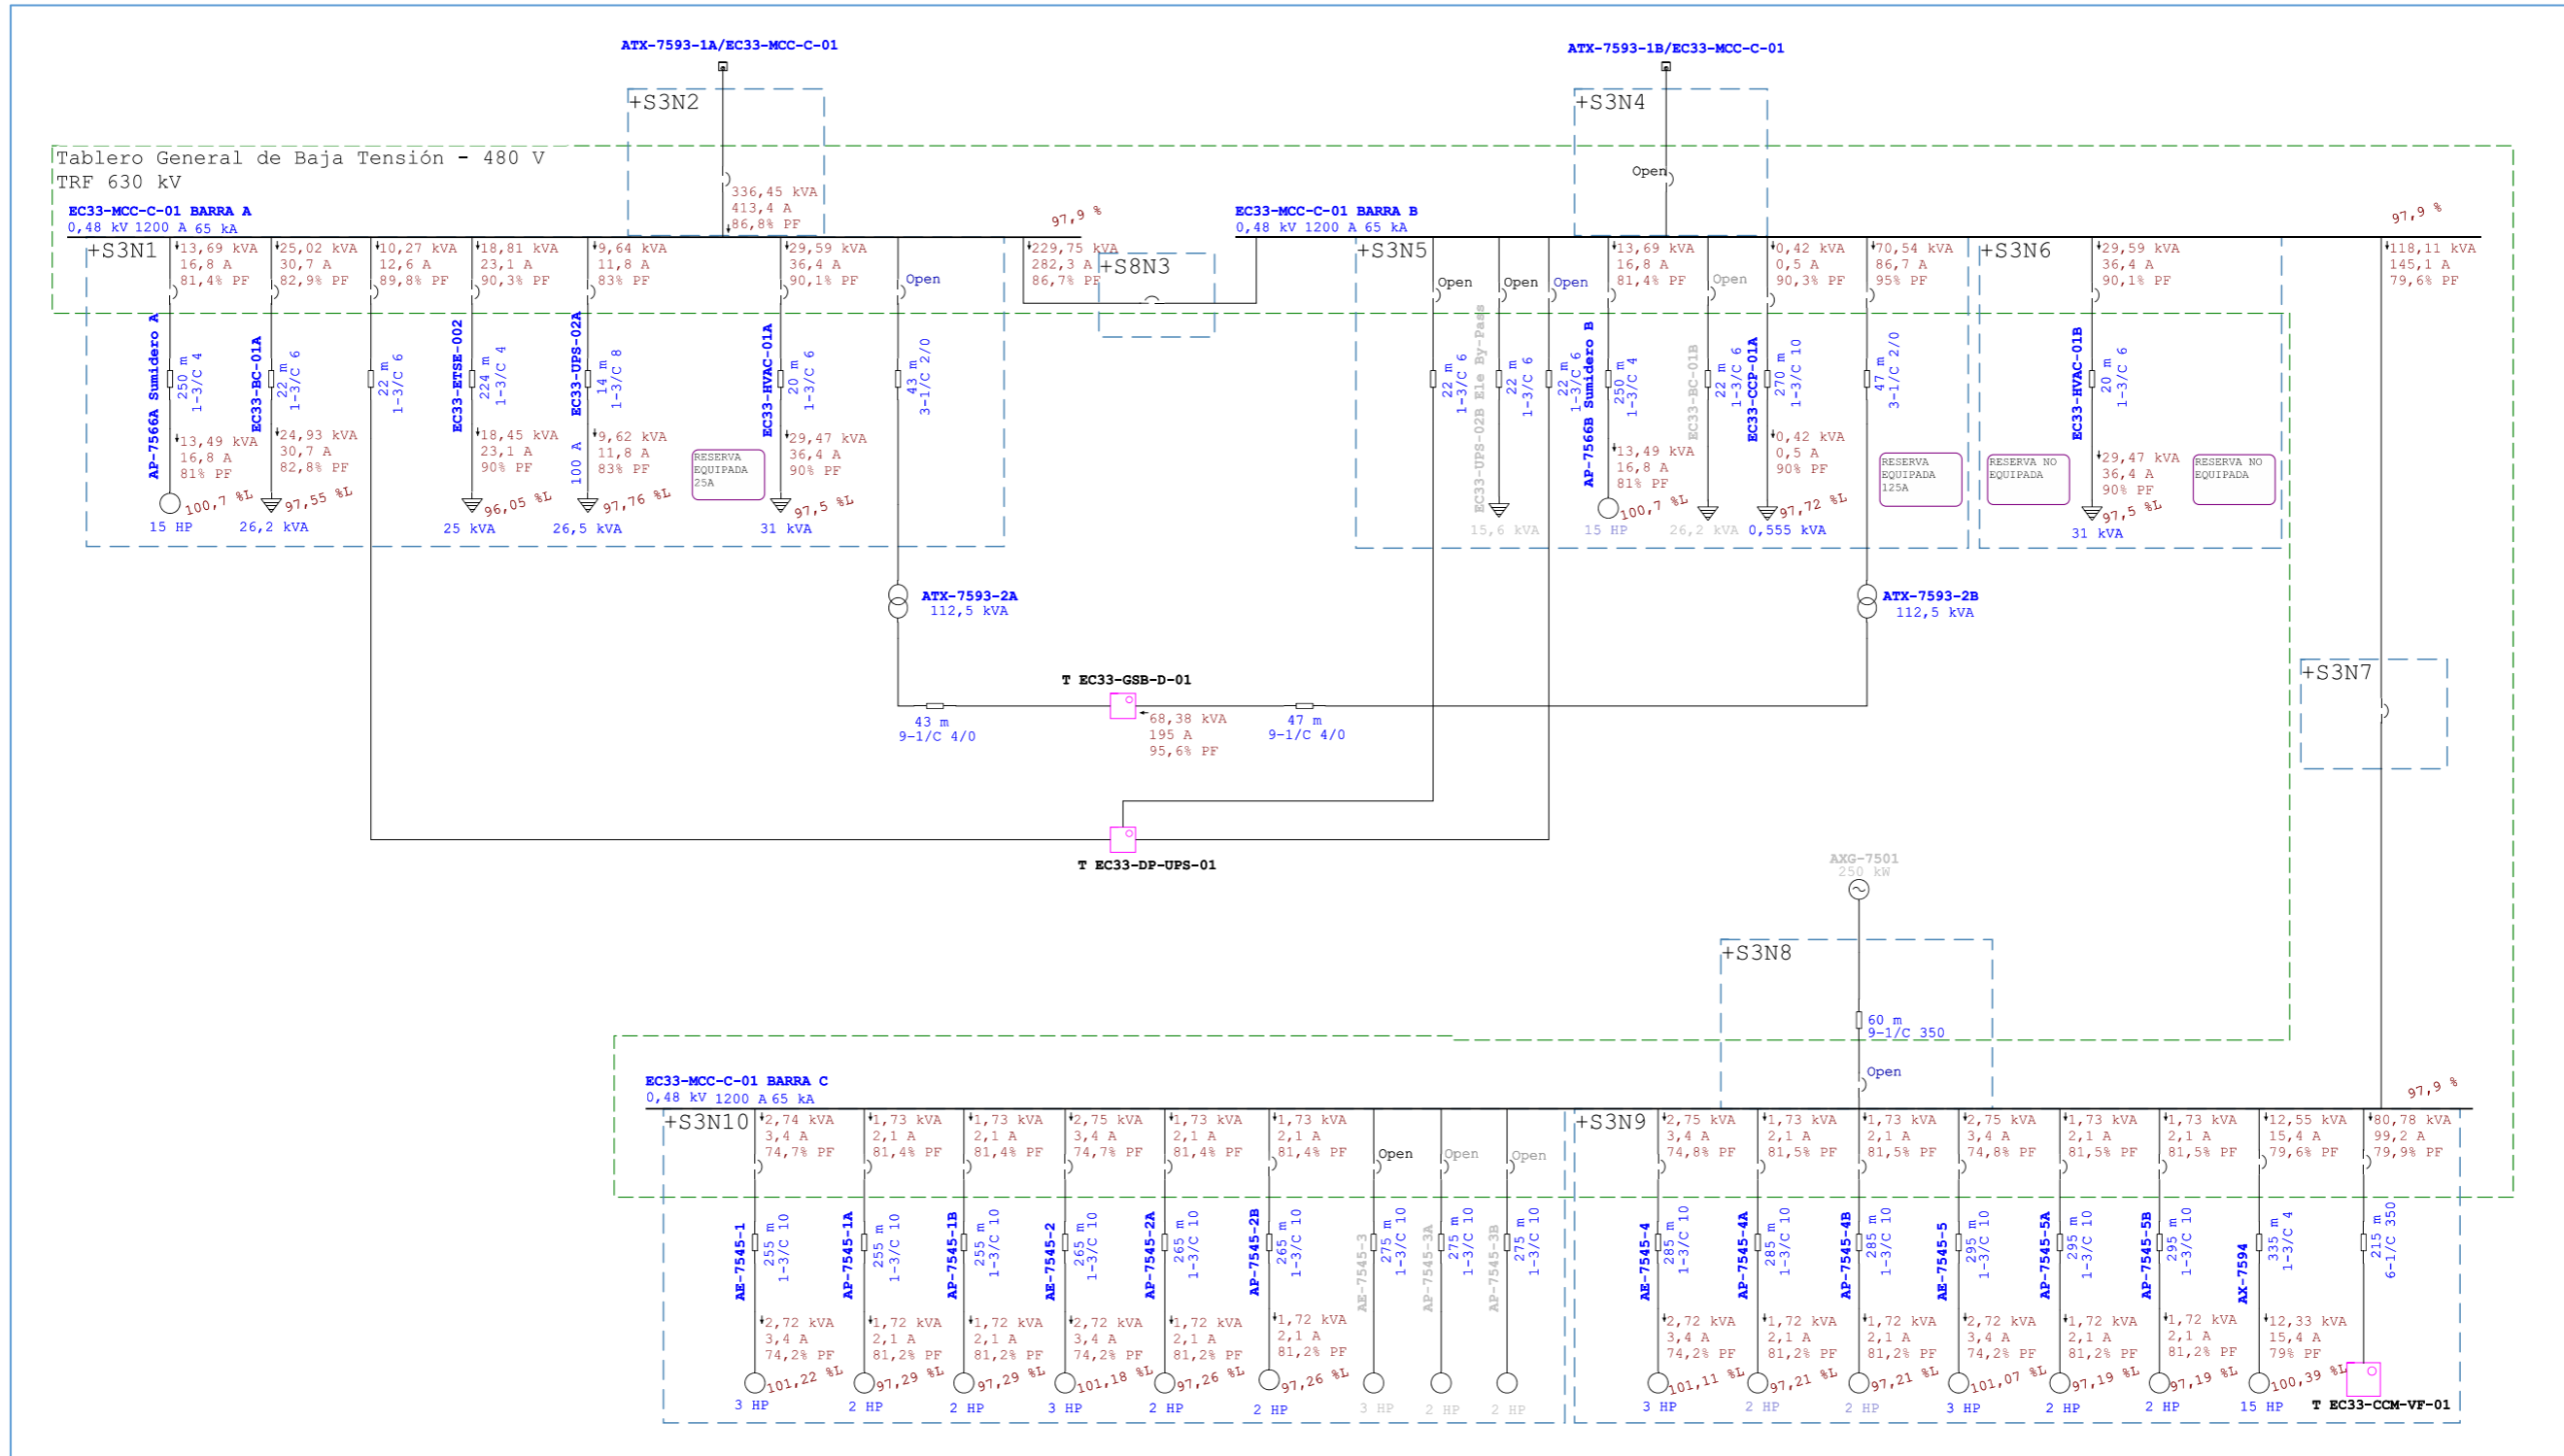 ATX-7593-1A/EC33-MCC-C-01
ATX-7593-1B/EC33-MCC-C-01
+S3N2
+S3N4
Tablero General de Baja Tensión - 480 V
TRF 630 kV
Open
336,45 kVA
413,4 A
86,8% PF
EC33-MCC-C-01 BARRA A
0,48 kV 1200 A 65 kA
97,9 %
EC33-MCC-C-01 BARRA B
0,48 kV 1200 A 65 kA
97,9 %
+S3N1
13,69 kVA
16,8 A
81,4% PF
25,02 kVA
30,7 A
82,9% PF
10,27 kVA
12,6 A
89,8% PF
18,81 kVA
23,1 A
90,3% PF
9,64 kVA
11,8 A
83% PF
29,59 kVA
36,4 A
90,1% PF
Open
229,75 kVA
282,3 A
86,7% PF
+S8N3
+S3N5
Open
Open
Open
13,69 kVA
16,8 A
81,4% PF
Open
0,42 kVA
0,5 A
90,3% PF
70,54 kVA
86,7 A
95% PF
+S3N6
29,59 kVA
36,4 A
90,1% PF
118,11 kVA
145,1 A
79,6% PF
AP-7566A Sumidero A
250 m
1-3/C 4
EC33-BC-01A
22 m
1-3/C 6
22 m
1-3/C 6
EC33-ETSE-002
224 m
1-3/C 4
100 A
EC33-UPS-02A
14 m
1-3/C 8
EC33-HVAC-01A
20 m
1-3/C 6
43 m
3-1/C 2/0
22 m
1-3/C 6
EC33-UPS-02B Ele By-Pass
22 m
1-3/C 6
22 m
1-3/C 6
AP-7566B Sumidero B
250 m
1-3/C 4
EC33-BC-01B
22 m
1-3/C 6
EC33-CCP-01A
270 m
1-3/C 10
47 m
3-1/C 2/0
EC33-HVAC-01B
20 m
1-3/C 6
13,49 kVA
16,8 A
81% PF
24,93 kVA
30,7 A
82,8% PF
18,45 kVA
23,1 A
90% PF
9,62 kVA
11,8 A
83% PF
RESERVA
EQUIPADA
25A
29,47 kVA
36,4 A
90% PF
13,49 kVA
16,8 A
81% PF
0,42 kVA
0,5 A
90% PF
RESERVA
EQUIPADA
125A
RESERVA NO
EQUIPADA
29,47 kVA
36,4 A
90% PF
RESERVA NO
EQUIPADA
100,7 %L
97,55 %L
96,05 %L
97,76 %L
97,5 %L
100,7 %L
97,72 %L
97,5 %L
15 HP
26,2 kVA
25 kVA
26,5 kVA
31 kVA
15,6 kVA
15 HP
26,2 kVA
0,555 kVA
31 kVA
ATX-7593-2A
112,5 kVA
ATX-7593-2B
112,5 kVA
T EC33-GSB-D-01
+S3N7
43 m
9-1/C 4/0
68,38 kVA
195 A
95,6% PF
47 m
9-1/C 4/0
T EC33-DP-UPS-01
AXG-7501
250 kW
+S3N8
60 m
9-1/C 350
Open
EC33-MCC-C-01 BARRA C
0,48 kV 1200 A 65 kA
97,9 %
+S3N10
2,74 kVA
3,4 A
74,7% PF
1,73 kVA
2,1 A
81,4% PF
1,73 kVA
2,1 A
81,4% PF
2,75 kVA
3,4 A
74,7% PF
1,73 kVA
2,1 A
81,4% PF
1,73 kVA
2,1 A
81,4% PF
Open
Open
Open
+S3N9
2,75 kVA
3,4 A
74,8% PF
1,73 kVA
2,1 A
81,5% PF
1,73 kVA
2,1 A
81,5% PF
2,75 kVA
3,4 A
74,8% PF
1,73 kVA
2,1 A
81,5% PF
1,73 kVA
2,1 A
81,5% PF
12,55 kVA
15,4 A
79,6% PF
80,78 kVA
99,2 A
79,9% PF
AE-7545-1
255 m
1-3/C 10
AP-7545-1A
255 m
1-3/C 10
AP-7545-1B
255 m
1-3/C 10
AE-7545-2
265 m
1-3/C 10
AP-7545-2A
265 m
1-3/C 10
AP-7545-2B
265 m
1-3/C 10
AE-7545-3
275 m
1-3/C 10
AP-7545-3A
275 m
1-3/C 10
AP-7545-3B
275 m
1-3/C 10
AE-7545-4
285 m
1-3/C 10
AP-7545-4A
285 m
1-3/C 10
AP-7545-4B
285 m
1-3/C 10
AE-7545-5
295 m
1-3/C 10
AP-7545-5A
295 m
1-3/C 10
AP-7545-5B
295 m
1-3/C 10
AX-7594
335 m
1-3/C 4
215 m
6-1/C 350
2,72 kVA
3,4 A
74,2% PF
1,72 kVA
2,1 A
81,2% PF
1,72 kVA
2,1 A
81,2% PF
2,72 kVA
3,4 A
74,2% PF
1,72 kVA
2,1 A
81,2% PF
1,72 kVA
2,1 A
81,2% PF
2,72 kVA
3,4 A
74,2% PF
1,72 kVA
2,1 A
81,2% PF
1,72 kVA
2,1 A
81,2% PF
2,72 kVA
3,4 A
74,2% PF
1,72 kVA
2,1 A
81,2% PF
1,72 kVA
2,1 A
81,2% PF
12,33 kVA
15,4 A
79% PF
101,22 %L
97,29 %L
97,29 %L
101,18 %L
97,26 %L
97,26 %L
101,11 %L
97,21 %L
97,21 %L
101,07 %L
97,19 %L
97,19 %L
100,39 %L
3 HP
2 HP
2 HP
3 HP
2 HP
2 HP
3 HP
2 HP
2 HP
3 HP
2 HP
2 HP
3 HP
2 HP
2 HP
15 HP
T EC33-CCM-VF-01